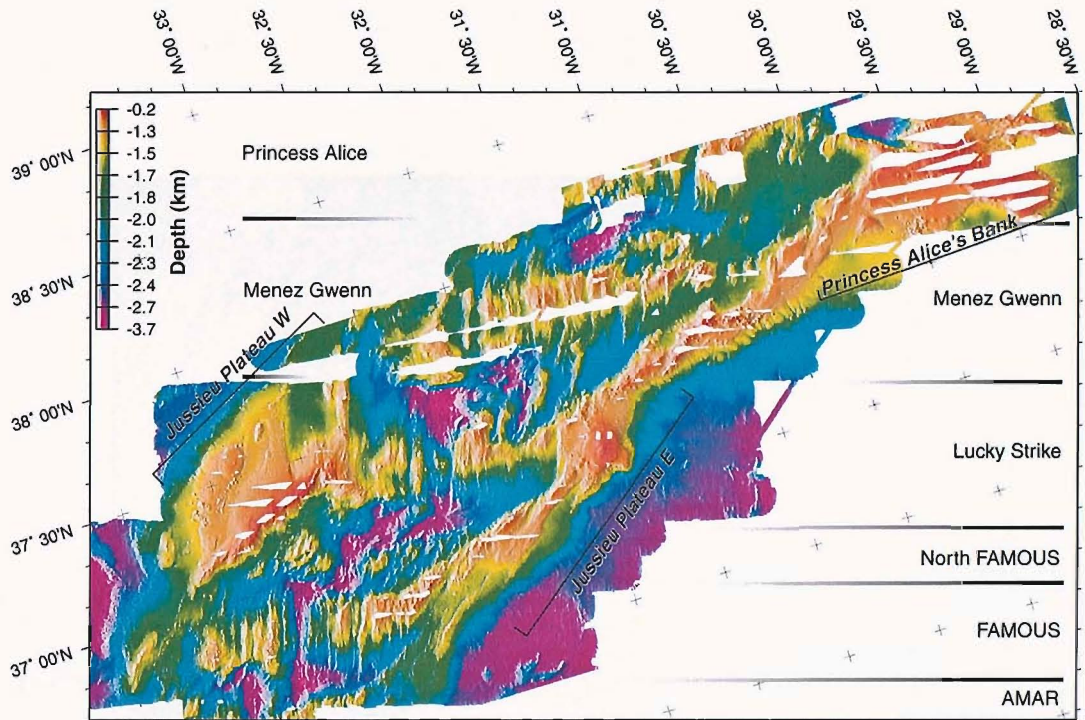 33° 00'W
32° 30'W
32° 00'W
31° 30'W
31° 00'W
30° 30'W
30° 00'W
29° 30'W
29° 00'W
28° 30'W
39° 00'N
38° 30'N
38° 00'N
37° 30'N
37° 00'N
-0.2
-1.3
-1.5
-1.7
-1.8
-2.0
-2.1
-2.3
-2.4
-2.7
-3.7
Depth (km)
Princess Alice
Menez Gwenn
Jussieu Plateau W
Princess Alice's Bank
Menez Gwenn
Lucky Strike
Jussieu Plateau E
North FAMOUS
FAMOUS
AMAR